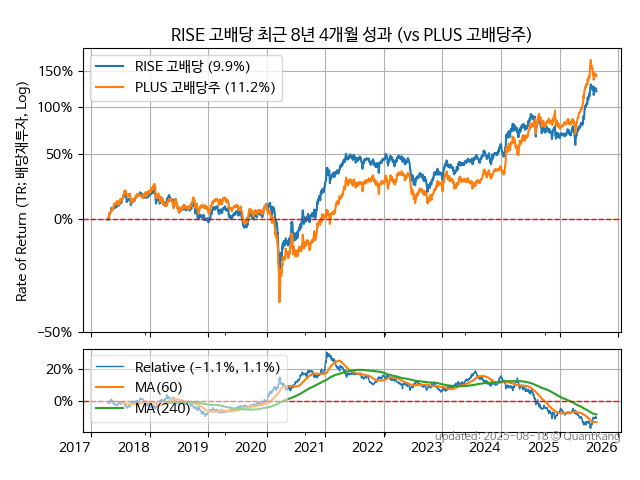 RISE 고배당 최근 8년 4개월 성과 (vs PLUS 고배당주)
Rate of Return (TR: 배당재투자, Log)
150%
100%
50%
0%
−50%
RISE 고배당 (9.9%)
PLUS 고배당주 (11.2%)
20%
0%
Relative (−1.1%, 1.1%)
MA(60)
MA(240)
updated: 2025-08-18 © QuantKang
2017 2018 2019 2020 2021 2022 2023 2024 2025 2026